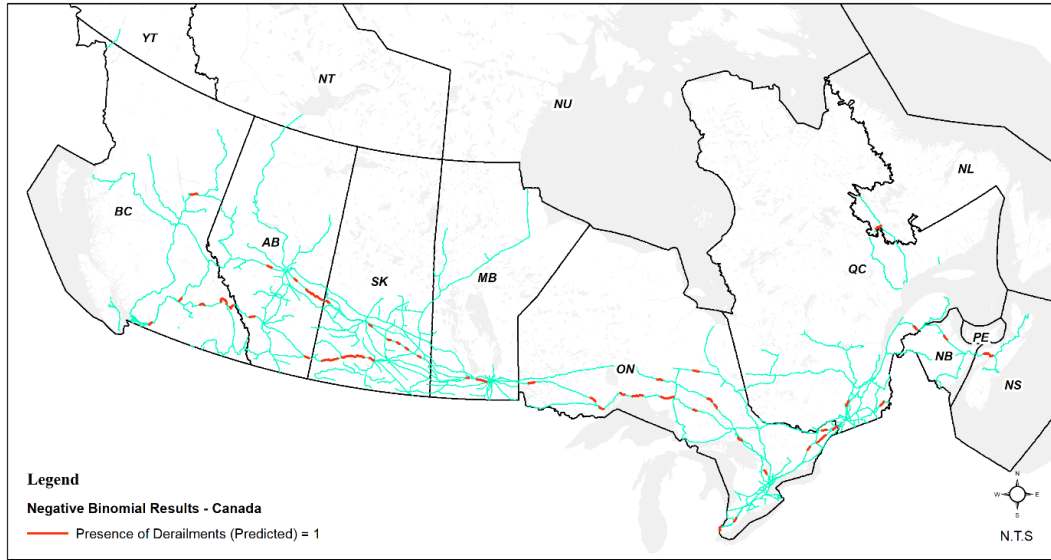 YT
NT
NU
NL
BC
AB
SK
MB
QC
ON
PE
NB
NS
Legend
Negative Binomial Results - Canada
Presence of Derailments (Predicted) = 1
N
W E
S
N.T.S